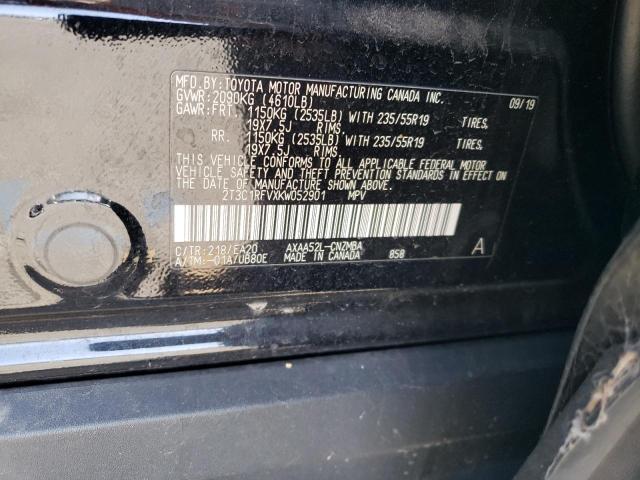 MFD.BY:TOYOTA MOTOR MANUFACTURING CANADA INC.
GVWR:2090KG (4610LB) 09/19
GAWR:FRT. 1150KG (2535LB) WITH 235/55R19 TIRES,
19X7.5J RIMS,
RR. 1150KG (2535LB) WITH 235/55R19 TIRES,
19X7.5J RIMS,
THIS VEHICLE CONFORMS TO ALL APPLICABLE FEDERAL MOTOR
VEHICLE SAFETY AND THEFT PREVENTION STANDARDS IN EFFECT ON THE
DATE OF MANUFACTURE SHOWN ABOVE.
2T3C1RFVXKW052901 MPV
C/TR:218/EA20 AXAA52L-CNZMBA A
A/TM:-01A/UB80E MADE IN CANADA 858